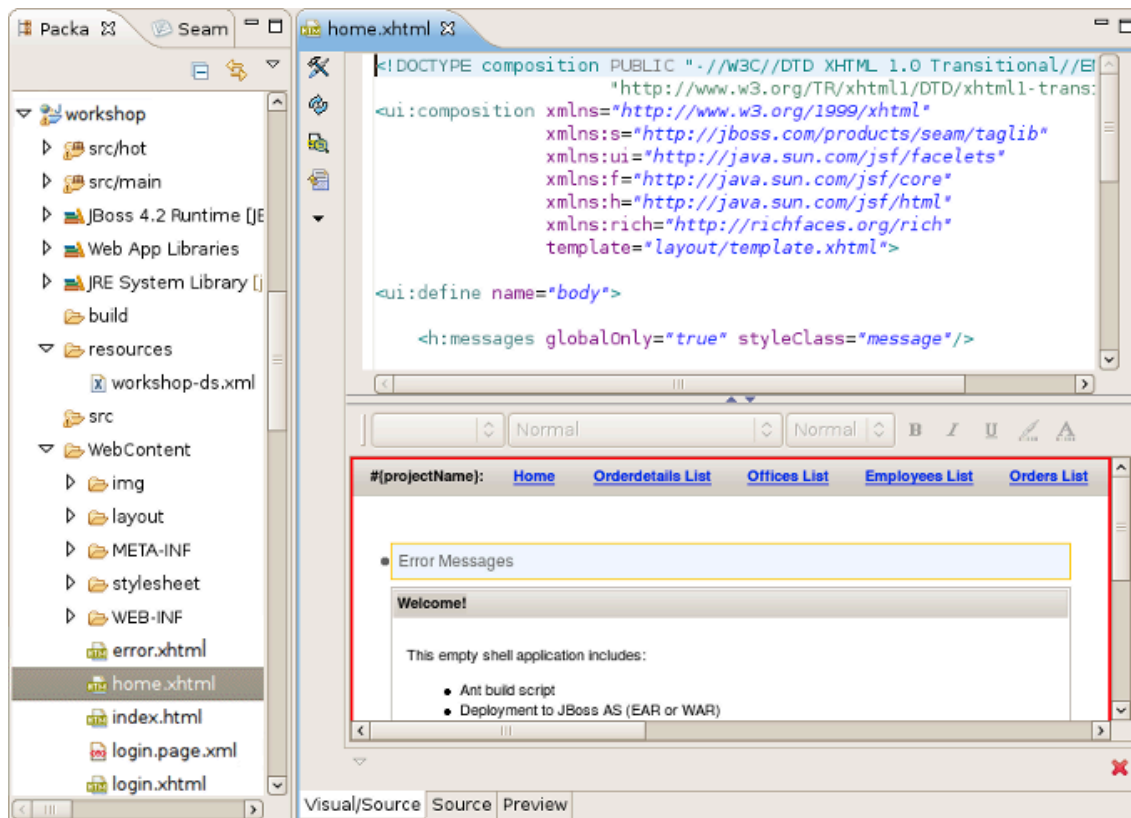 Packa
Seam
workshop
src/hot
src/main
JBoss 4.2 Runtime [JB
Web App Libraries
JRE System Library [j
build
resources
workshop-ds.xml
src
WebContent
img
layout
META-INF
stylesheet
WEB-INF
error.xhtml
home.xhtml
index.html
login.page.xml
login.xhtml
home.xhtml
<!DOCTYPE composition PUBLIC "-//W3C//DTD XHTML 1.0 Transitional//EN
"http://www.w3.org/TR/xhtml1/DTD/xhtml1-transi
<ui:composition xmlns="http://www.w3.org/1999/xhtml"
xmlns:s="http://jboss.com/products/seam/taglib"
xmlns:ui="http://java.sun.com/jsf/facelets"
xmlns:f="http://java.sun.com/jsf/core"
xmlns:h="http://java.sun.com/jsf/html"
xmlns:rich="http://richfaces.org/rich"
template="layout/template.xhtml">
<ui:define name="body">
<h:messages globalOnly="true" styleClass="message"/>
Normal Normal B I U A
#{projectName}: Home Orderdetails List Offices List Employees List Orders List
Error Messages
Welcome!
This empty shell application includes:
Ant build script
Deployment to JBoss AS (EAR or WAR)
Visual/Source Source Preview